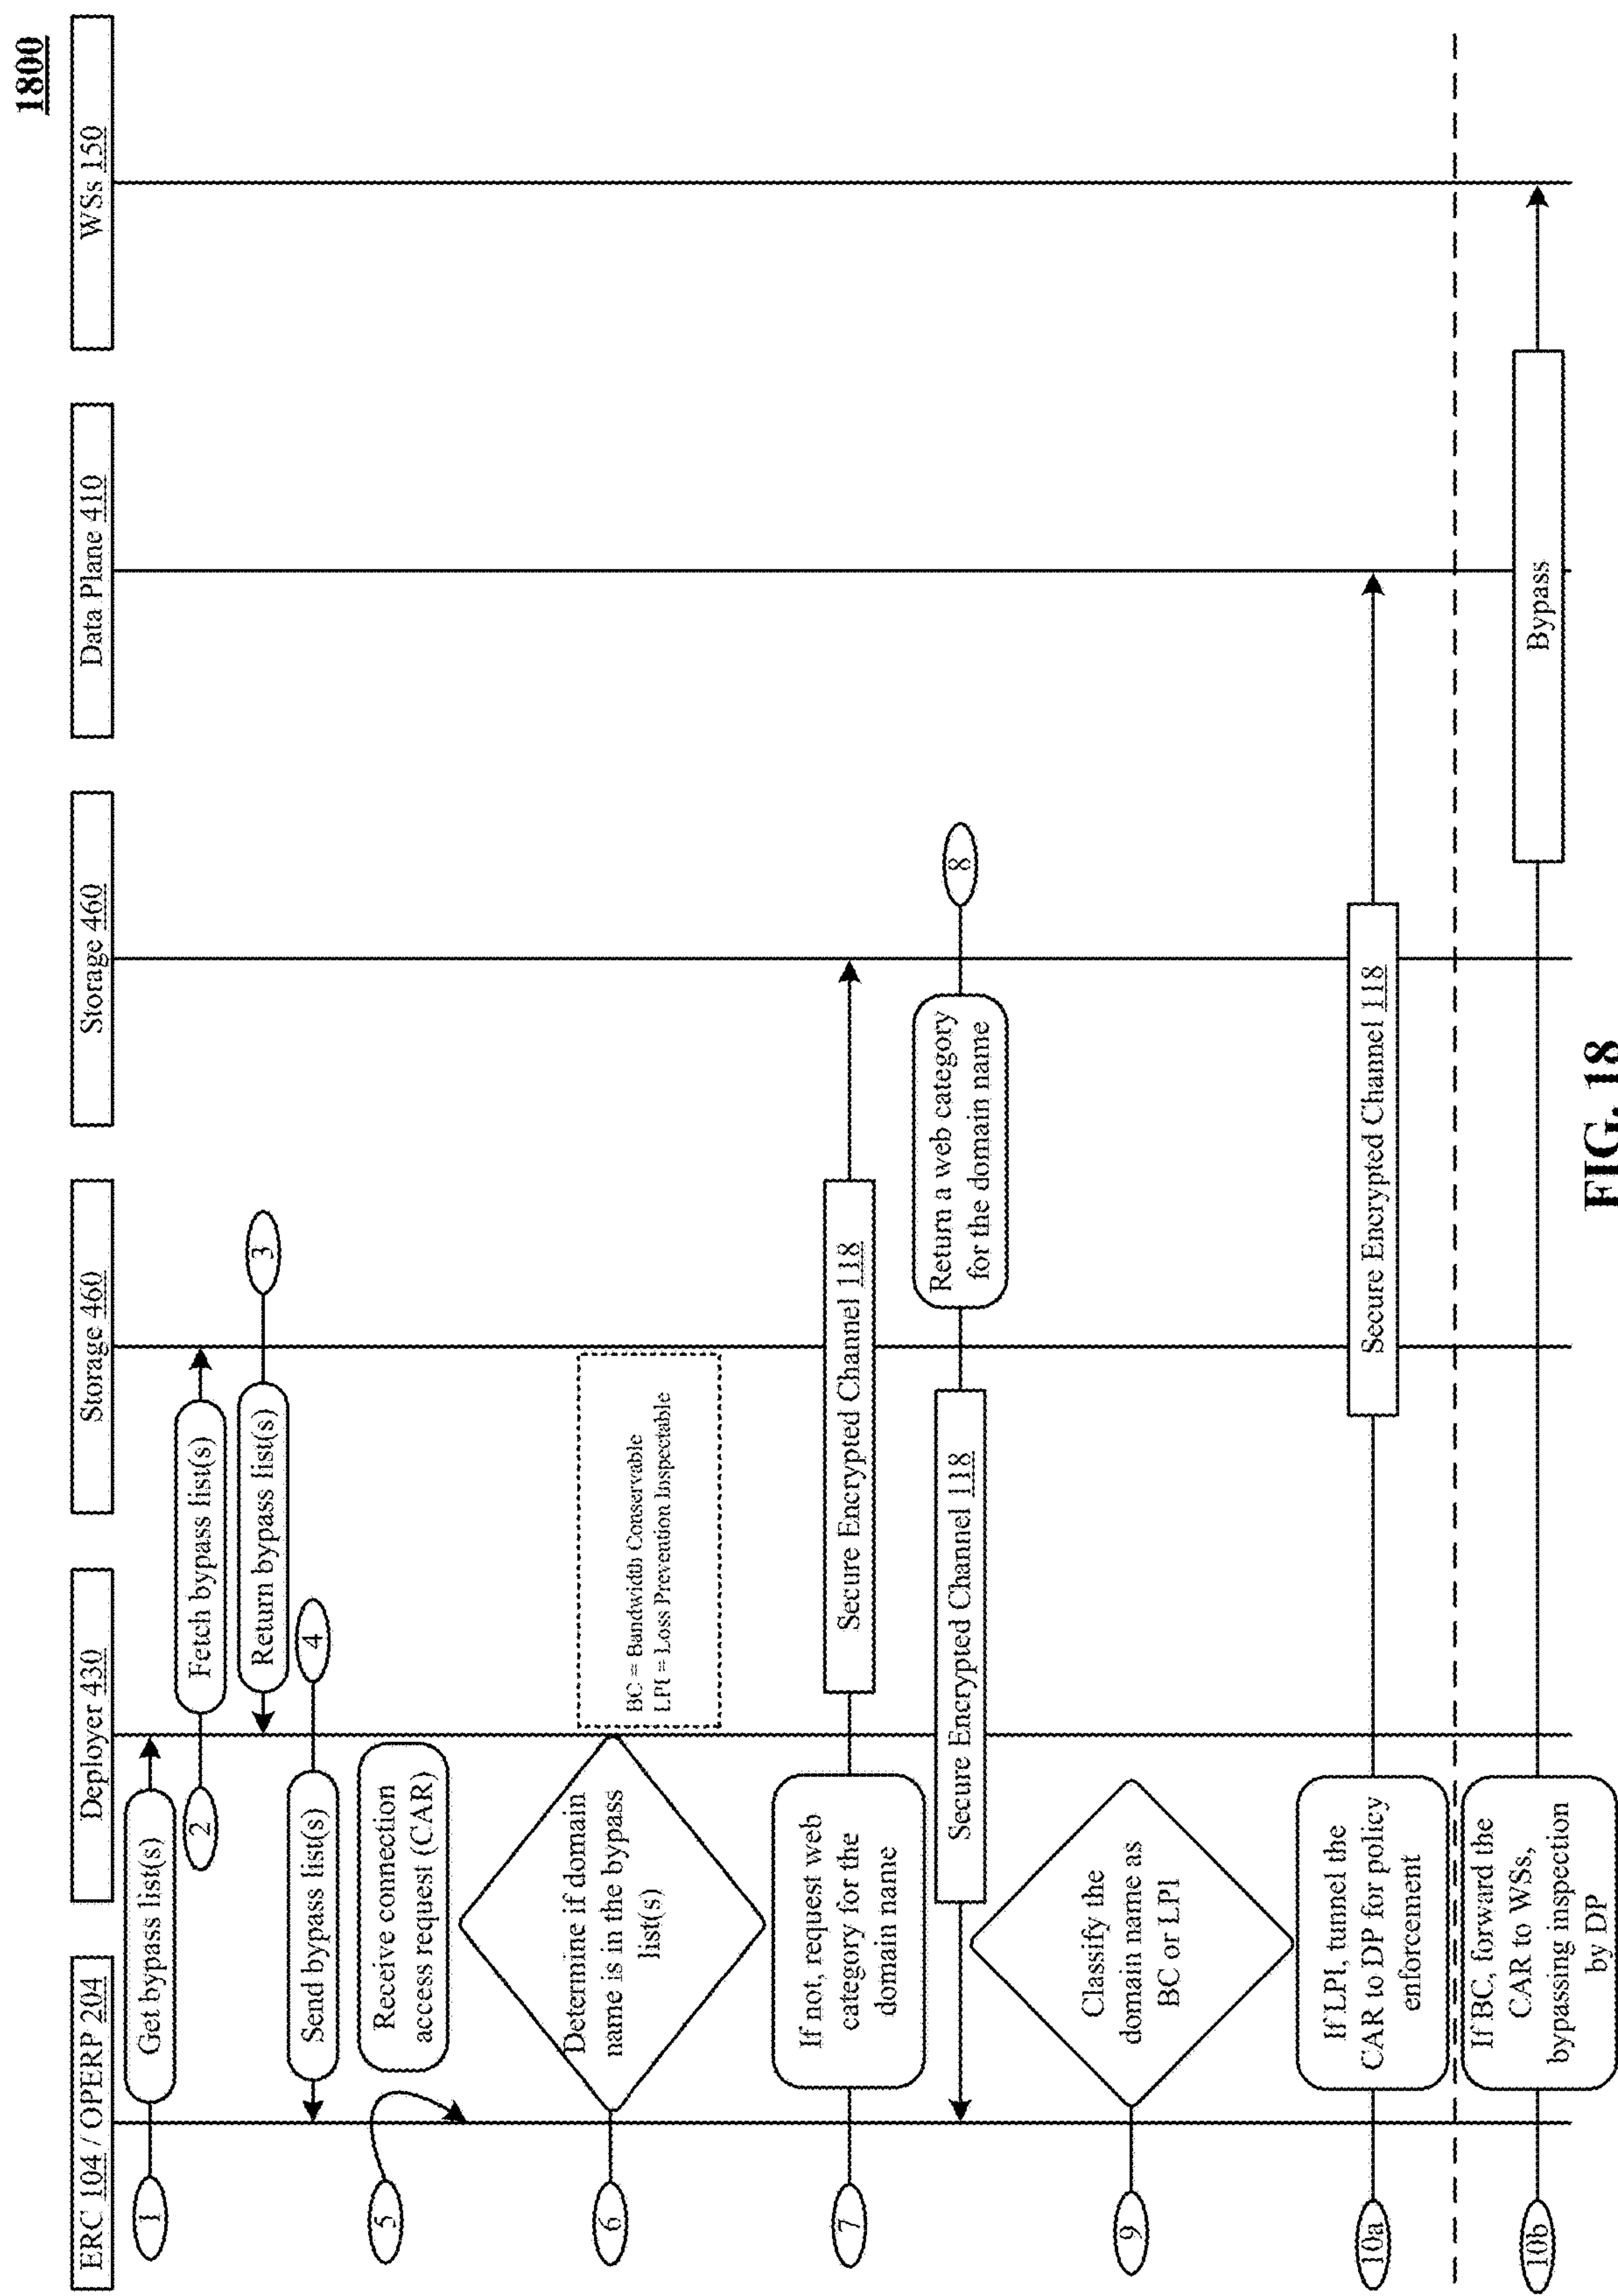 1800
ERC 104 / OPERP 204
Deployer 430
Storage 460
Storage 460
Data Plane 410
WSs 150
1
Get bypass list(s)
2
Fetch bypass list(s)
Return bypass list(s)
3
Send bypass list(s)
4
5
Receive connection
access request (CAR)
6
Determine if domain
name is in the bypass
list(s)
BC = Bandwidth Conservable
LPI = Loss Prevention Inspectable
7
If not, request web
category for the
domain name
Secure Encrypted Channel 118
Secure Encrypted Channel 118
Return a web category
for the domain name
8
9
Classify the
domain name as
BC or LPI
10a
If LPI, tunnel the
CAR to DP for policy
enforcement
Secure Encrypted Channel 118
10b
If BC, forward the
CAR to WSs,
bypassing inspection
by DP
Bypass
FIG. 18